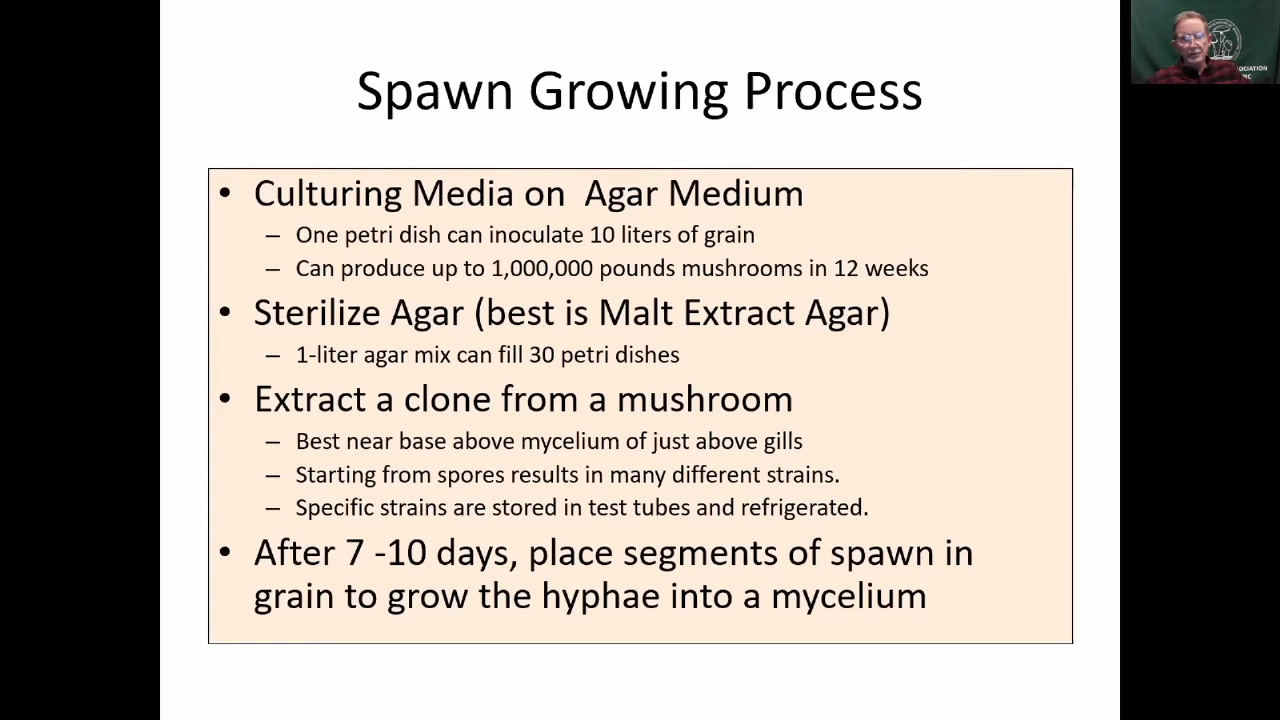 Spawn Growing Process
• Culturing Media on Agar Medium
– One petri dish can inoculate 10 liters of grain
– Can produce up to 1,000,000 pounds mushrooms in 12 weeks
• Sterilize Agar (best is Malt Extract Agar)
– 1-liter agar mix can fill 30 petri dishes
• Extract a clone from a mushroom
– Best near base above mycelium of just above gills
– Starting from spores results in many different strains.
– Specific strains are stored in test tubes and refrigerated.
• After 7 -10 days, place segments of spawn in
grain to grow the hyphae into a mycelium